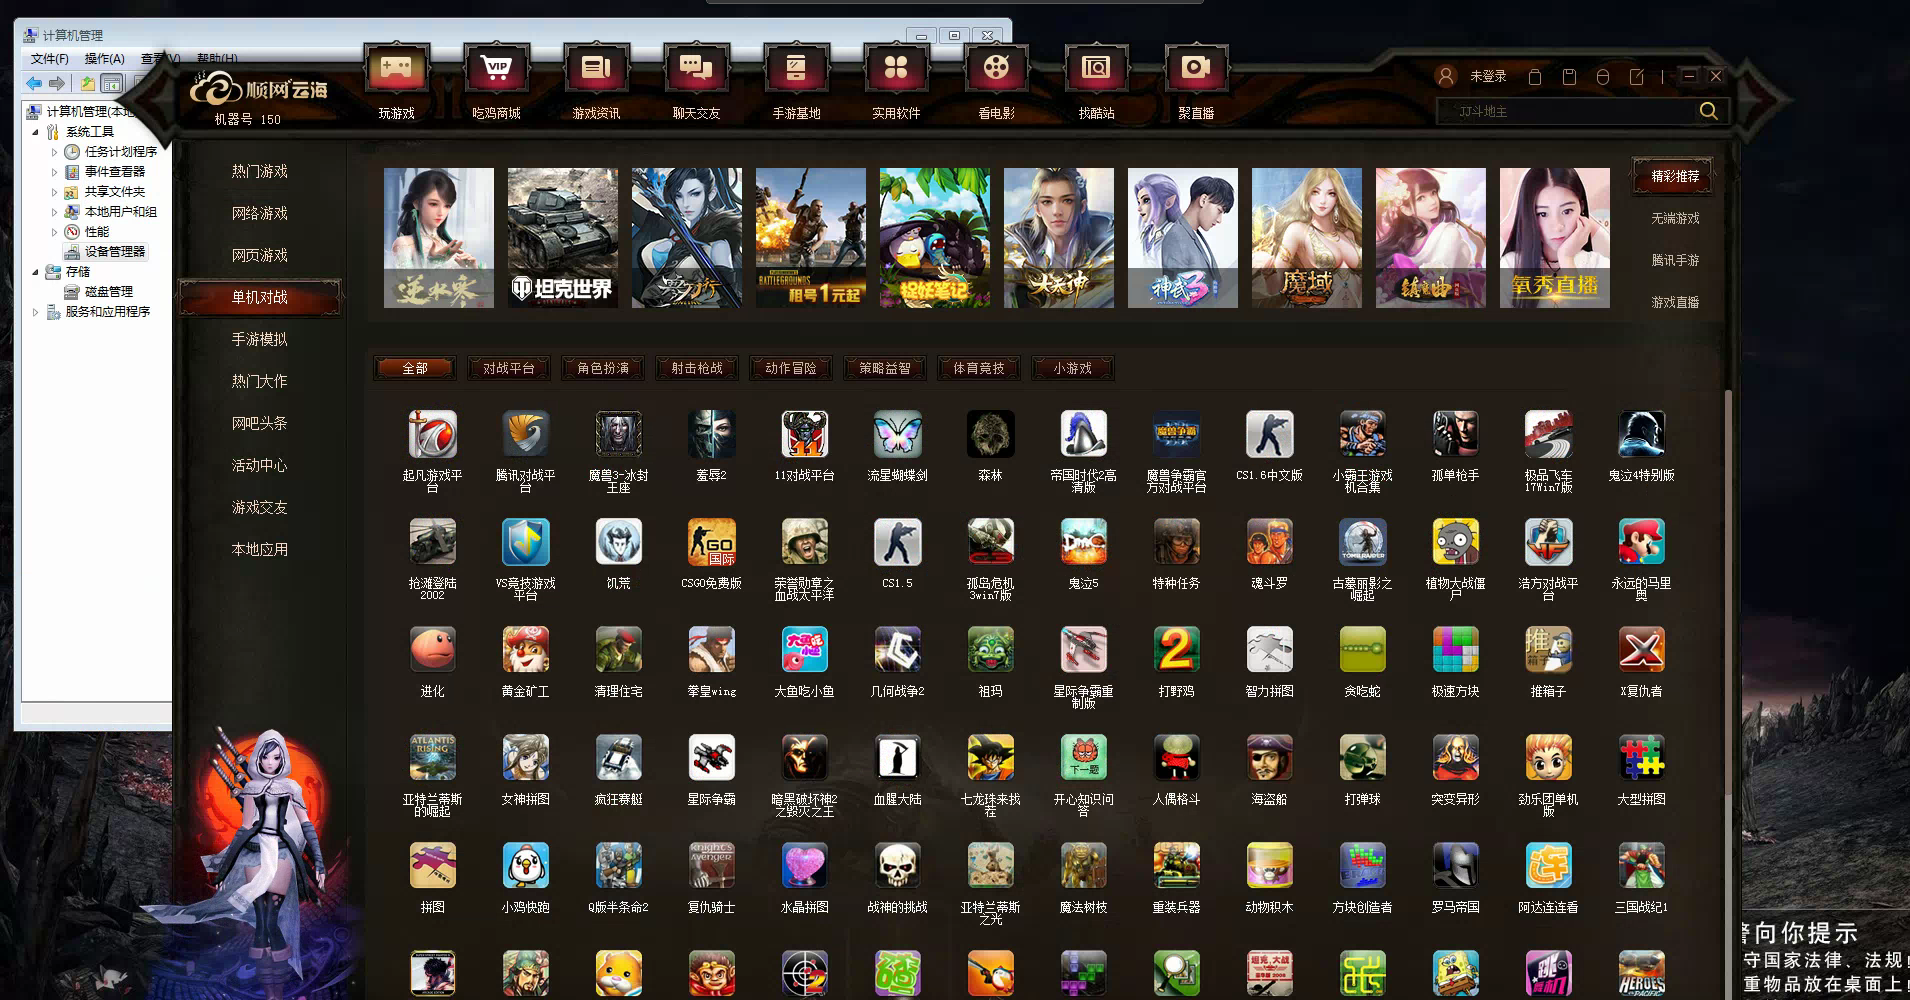 计算机管理
文件(F) 操作(A) 查看(V) 帮助(H)
计算机管理(本地
系统工具
任务计划程序
事件查看器
共享文件夹
本地用户和组
性能
设备管理器
存储
磁盘管理
服务和应用程序
顺网云海
机器号 150
玩游戏
VIP
吃鸡商城
游戏资讯
聊天交友
手游基地
实用软件
看电影
找酷站
聚直播
未登录
JJ斗地主
热门游戏
网络游戏
网页游戏
单机对战
手游模拟
热门大作
网吧头条
活动中心
游戏交友
本地应用
逆水寒
坦克世界
BATTLEGROUNDS
租号1元起
捉妖笔记
大天神
神武3
魔域
镇魔曲
氧秀直播
精彩推荐
无端游戏
腾讯手游
游戏直播
全部 对战平台 角色扮演 射击枪战 动作冒险 策略益智 体育竞技 小游戏
起凡游戏平台
腾讯对战平台
魔兽3-冰封王座
羞辱2
11对战平台
流星蝴蝶剑
森林
帝国时代2高清版
魔兽争霸官方对战平台
CS1.6中文版
小霸王游戏机合集
孤单枪手
极品飞车17Win7版
鬼泣4特别版
抢滩登陆2002
VS竞技游戏平台
饥荒
CSGO免费版
荣誉勋章之血战太平洋
CS1.5
孤岛危机3win7版
鬼泣5
特种任务
魂斗罗
古墓丽影之崛起
植物大战僵尸
浩方对战平台
永远的马里奥
进化
黄金矿工
清理住宅
拳皇wing
大鱼吃小鱼
几何战争2
祖玛
星际争霸重制版
打野鸡
智力拼图
贪吃蛇
极速方块
推箱子
X复仇者
亚特兰蒂斯的崛起
女神拼图
疯狂赛艇
星际争霸
暗黑破坏神2之毁灭之王
血腥大陆
七龙珠来找茬
开心知识问答
人偶格斗
海盗船
打弹球
突变异形
劲乐团单机版
大型拼图
拼图
小鸡快跑
Q版半条命2
复仇骑士
水晶拼图
战神的挑战
亚特兰蒂斯之光
魔法树枝
重装兵器
动物积木
方块创造者
罗马帝国
阿达连连看
三国战纪1
警向你提示
守国家法律、法规
重物品放在桌面上